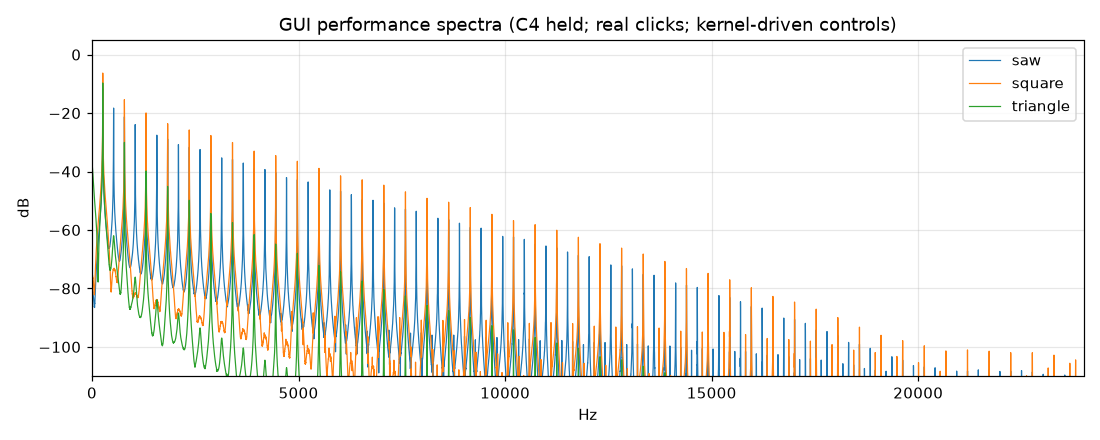 GUI performance spectra (C4 held; real clicks; kernel-driven controls)
saw
square
triangle
0
−20
−40
−60
−80
−100
dB
0
5000
10000
15000
20000
Hz